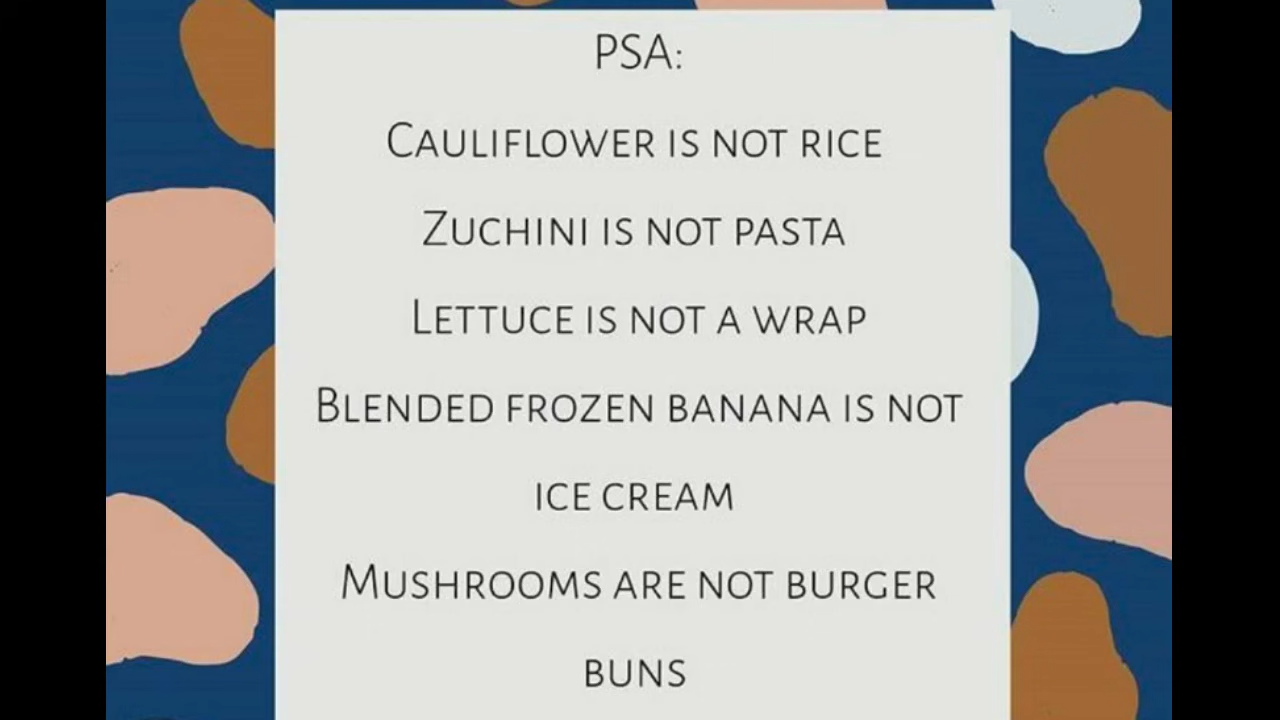 PSA:
Cauliflower is not rice
Zuchini is not pasta
Lettuce is not a wrap
Blended frozen banana is not
ice cream
Mushrooms are not burger
buns